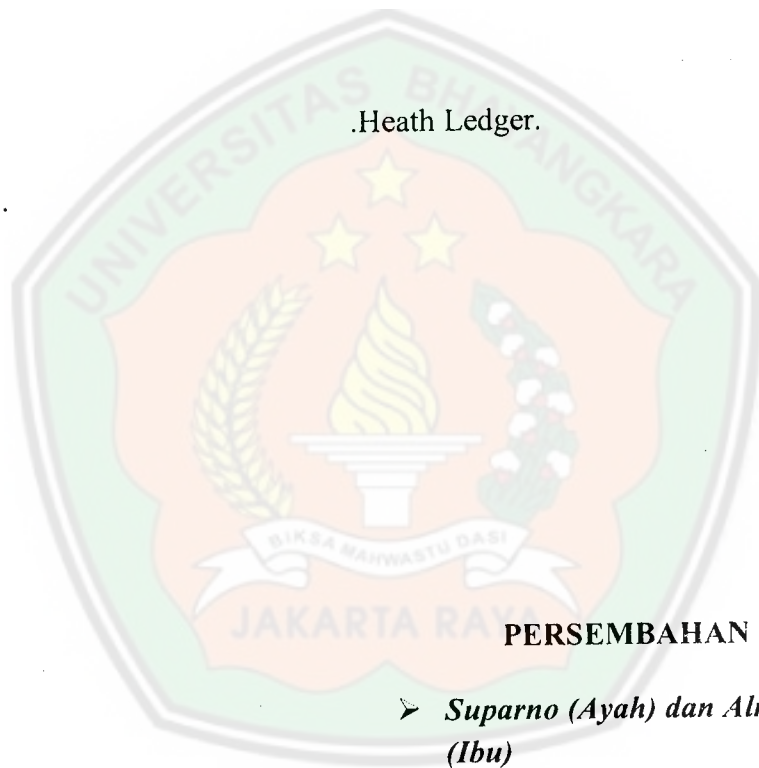 .Heath Ledger.
UNIVERSITAS BHAYANGKARA
BIKSA MAHWASTU DASI
JAKARTA RAYA
PERSEMBAHAN
➢ Suparno (Ayah) dan
(Ibu)